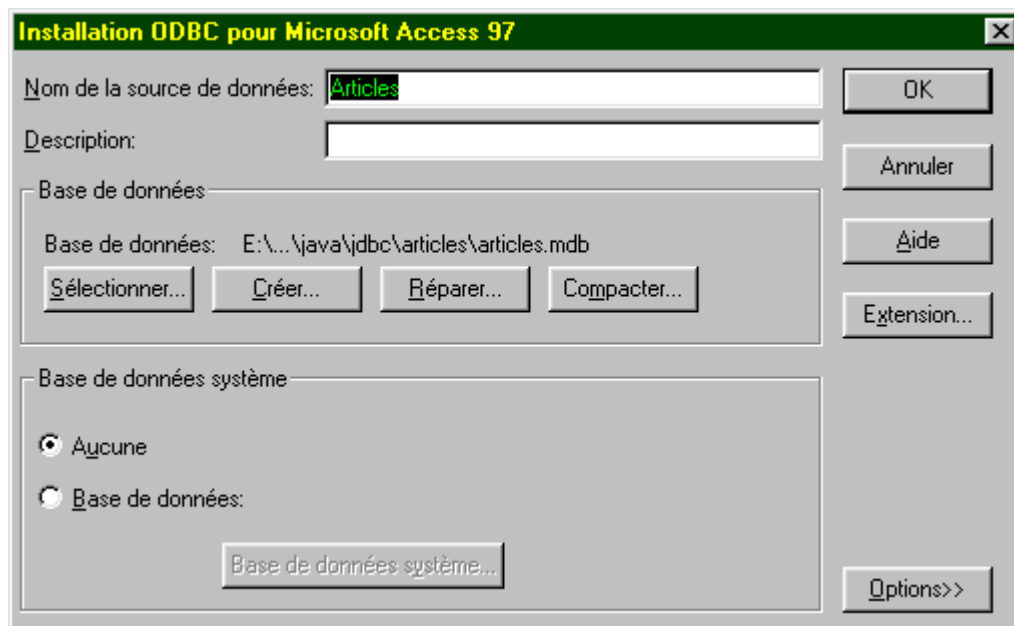 Installation ODBC pour Microsoft Access 97
Nom de la source de données: Articles
OK
Description:
Annuler
Base de données
Base de données: E:\...\java\jdbc\articles\articles.mdb
Aide
Sélectionner... Créer... Réparer... Compacter...
Extension...
Base de données système
Aucune
Base de données:
Base de données système...
Options>>